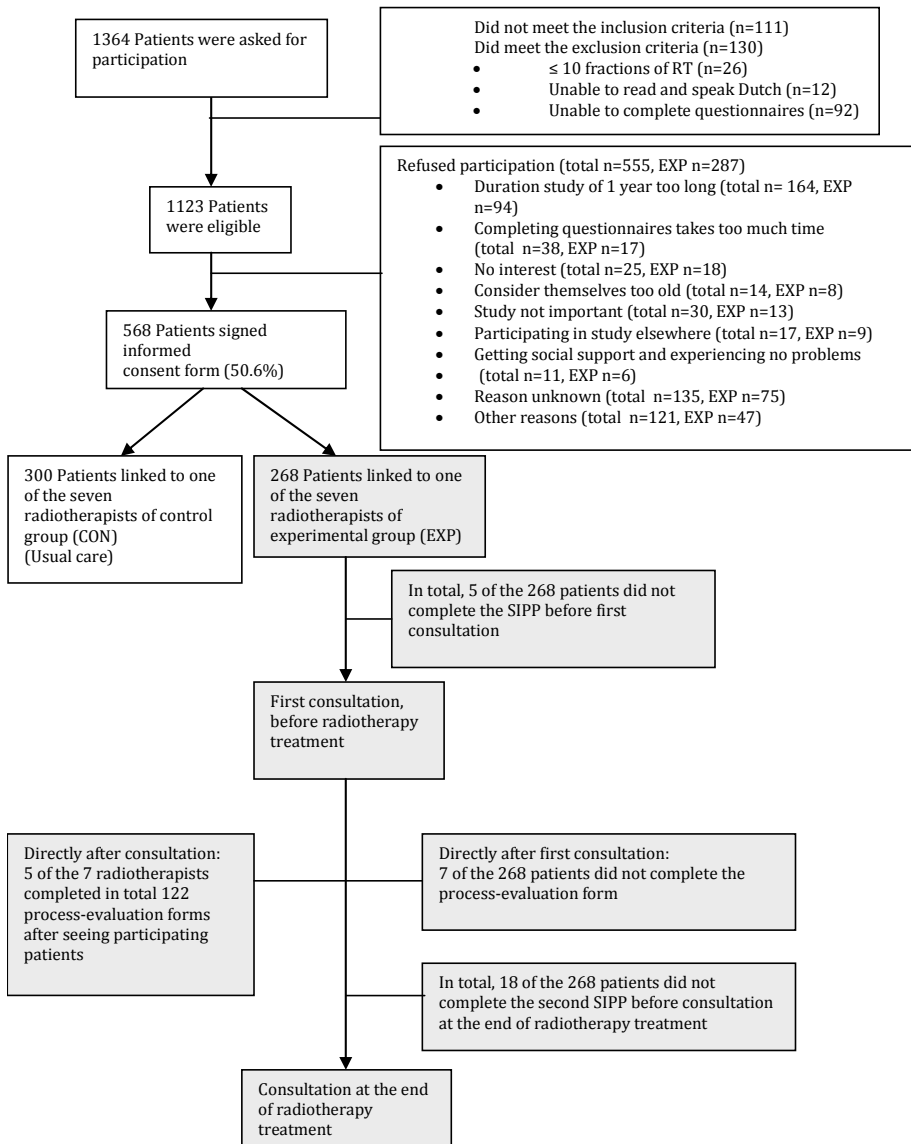 1364 Patients were asked for
participation
Did not meet the inclusion criteria (n=111)
Did meet the exclusion criteria (n=130)
• ≤ 10 fractions of RT (n=26)
• Unable to read and speak Dutch (n=12)
• Unable to complete questionnaires (n=92)
Refused participation (total n=555, EXP n=287)
• Duration study of 1 year too long (total n= 164, EXP
n=94)
• Completing questionnaires takes too much time
(total n=38, EXP n=17)
• No interest (total n=25, EXP n=18)
• Consider themselves too old (total n=14, EXP n=8)
• Study not important (total n=30, EXP n=13)
• Participating in study elsewhere (total n=17, EXP n=9)
• Getting social support and experiencing no problems
• (total n=11, EXP n=6)
• Reason unknown (total n=135, EXP n=75)
• Other reasons (total n=121, EXP n=47)
1123 Patients
were eligible
568 Patients signed
informed
consent form (50.6%)
300 Patients linked to one
of the seven
radiotherapists of control
group (CON)
(Usual care)
268 Patients linked to one
of the seven
radiotherapists of
experimental group (EXP)
In total, 5 of the 268 patients did not
complete the SIPP before first
consultation
First consultation,
before radiotherapy
treatment
Directly after consultation:
5 of the 7 radiotherapists
completed in total 122
process-evaluation forms
after seeing participating
patients
Directly after first consultation:
7 of the 268 patients did not complete the
process-evaluation form
In total, 18 of the 268 patients did not
complete the second SIPP before consultation
at the end of radiotherapy treatment
Consultation at the end
of radiotherapy
treatment